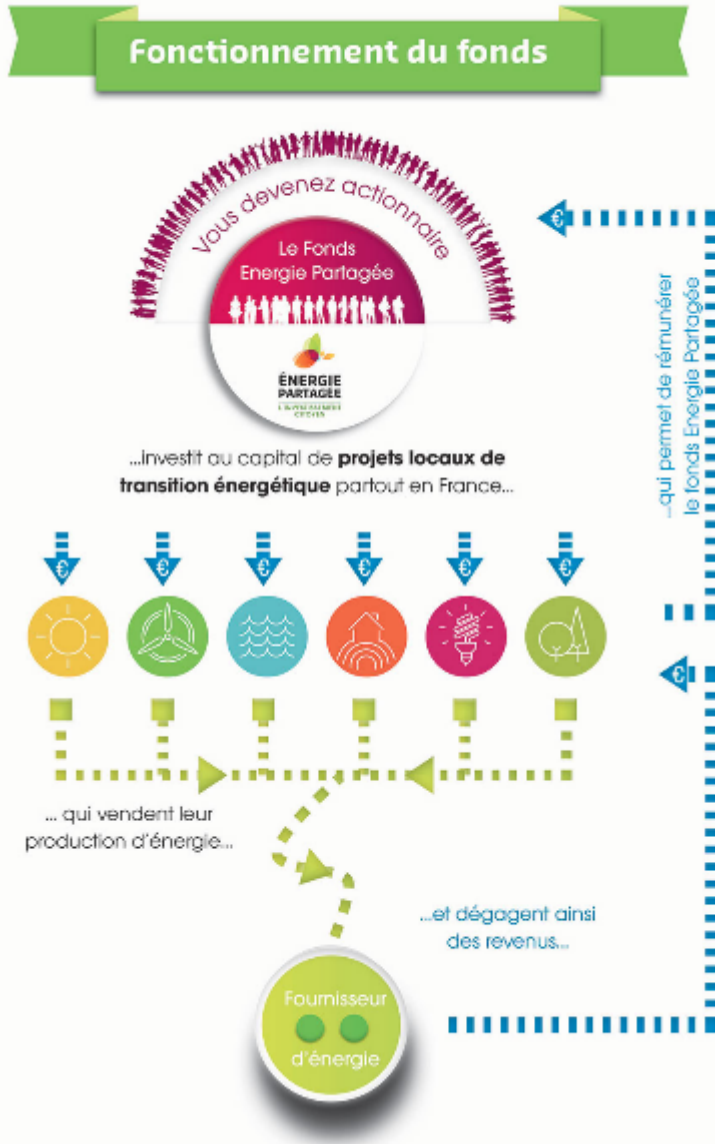 Fonctionnement du fonds
Vous devenez actionnaire
Le Fonds
Energie Partagée
ÉNERGIE
PARTAGÉE
L'INVESTISSEMENT
CITOYEN
...investit au capital de projets locaux de
transition énergétique partout en France...
€ € € € € €
€
...qui permet de rémunérer
le fonds Energie Partagée
€
... qui vendent leur
production d'énergie...
...et dégagent ainsi
des revenus...
Fournisseur
d'énergie